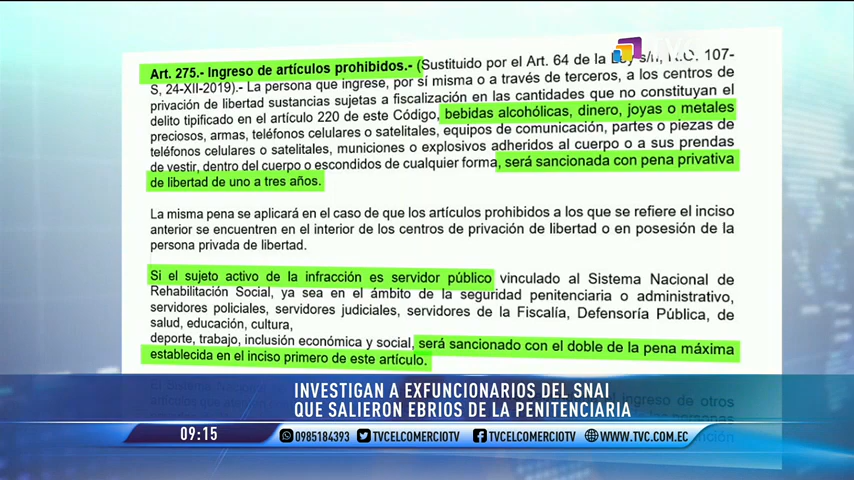 TVC
Art. 275.- Ingreso de artículos prohibidos.- (Sustituido por el Art. 64 de la Ley s/n, R.O. 107-
S, 24-XII-2019).- La persona que ingrese, por sí misma o a través de terceros, a los centros de
privación de libertad sustancias sujetas a fiscalización en las cantidades que no constituyan el
delito tipificado en el artículo 220 de este Código, bebidas alcohólicas, dinero, joyas o metales
preciosos, armas, teléfonos celulares o satelitales, equipos de comunicación, partes o piezas de
teléfonos celulares o satelitales, municiones o explosivos adheridos al cuerpo o a sus prendas
de vestir, dentro del cuerpo o escondidos de cualquier forma, será sancionada con pena privativa
de libertad de uno a tres años.
La misma pena se aplicará en el caso de que los artículos prohibidos a los que se refiere el inciso
anterior se encuentren en el interior de los centros de privación de libertad o en posesión de la
persona privada de libertad.
Si el sujeto activo de la infracción es servidor público vinculado al Sistema Nacional de
Rehabilitación Social, ya sea en el ámbito de la seguridad penitenciaria o administrativo,
servidores policiales, servidores judiciales, servidores de la Fiscalía, Defensoría Pública, de
salud, educación, cultura,
deporte, trabajo, inclusión económica y social, será sancionado con el doble de la pena máxima
establecida en el inciso primero de este artículo.
ingreso de otros
INVESTIGAN A EXFUNCIONARIOS DEL SNAI
QUE SALIERON EBRIOS DE LA PENITENCIARIA
09:15
0985184393 TVCELCOMERCIOTV TVCELCOMERCIOTV WWW.TVC.COM.EC